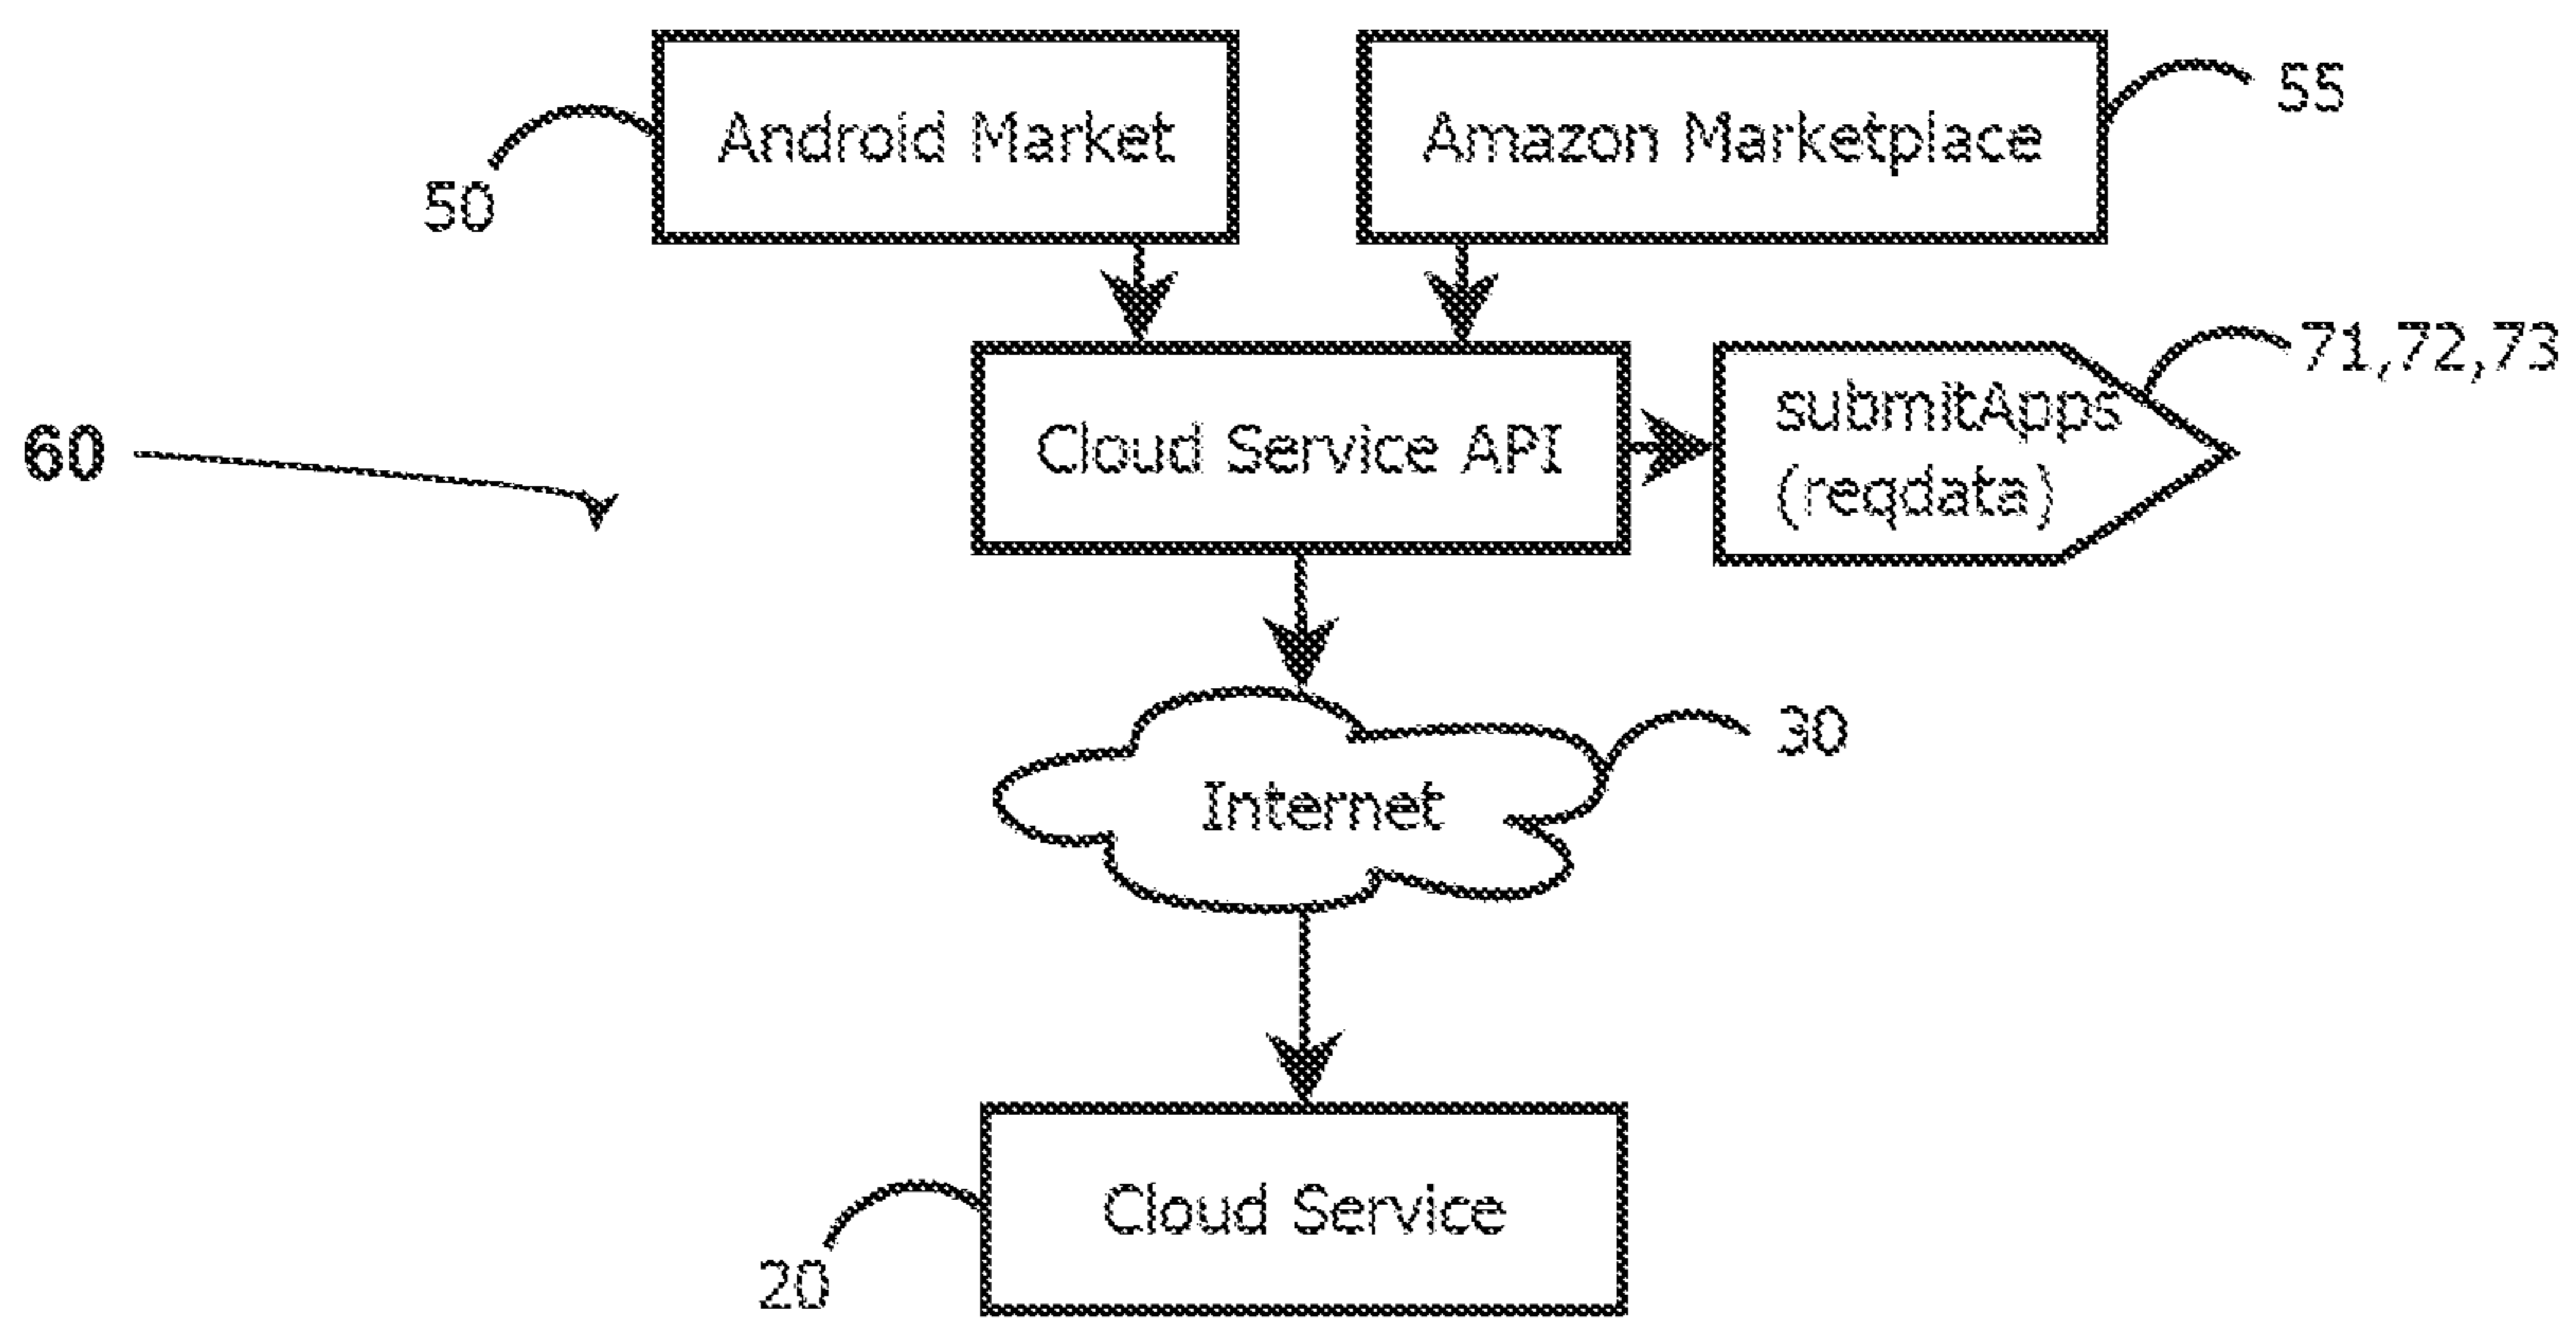 Android Market
Amazon Marketplace
55
50
71,72,73
submitApps
(reqdata)
Cloud Service API
60
30
Internet
Cloud Service
20